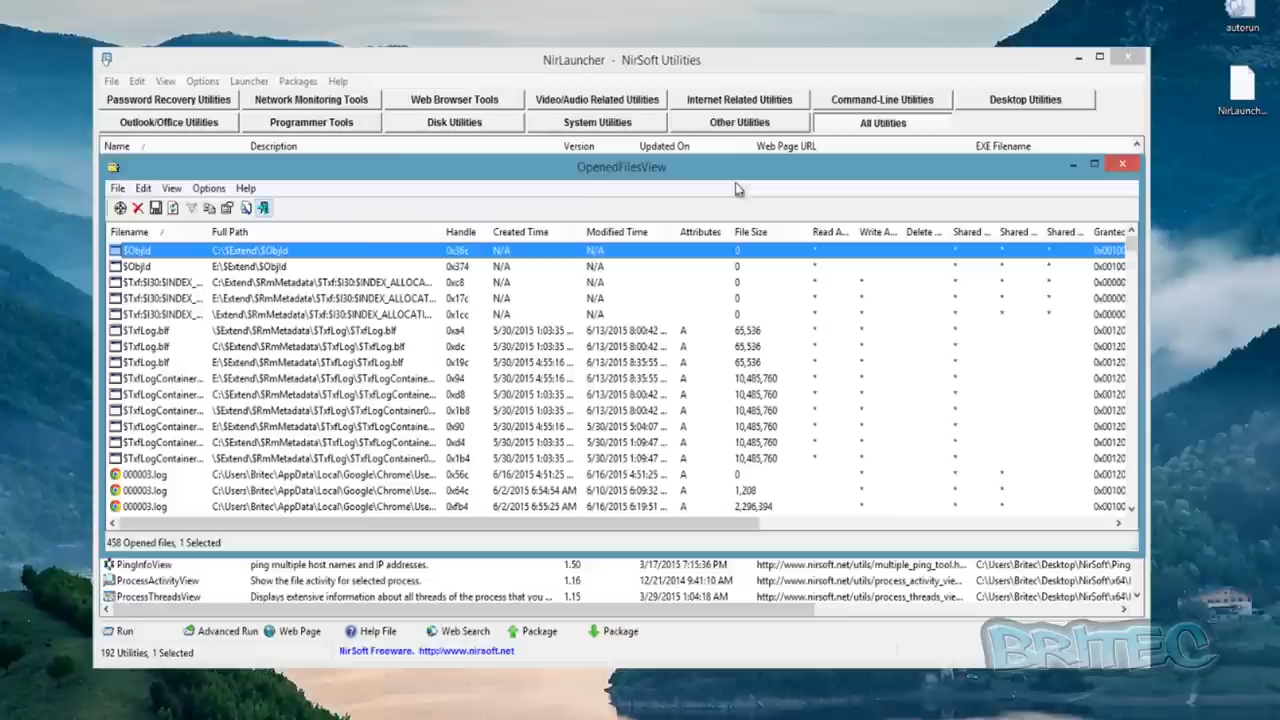 autorun
NirLaunch...
NirLauncher - NirSoft Utilities
File Edit View Options Launcher Packages Help
Password Recovery Utilities Network Monitoring Tools Web Browser Tools Video/Audio Related Utilities Internet Related Utilities Command-Line Utilities Desktop Utilities
Outlook/Office Utilities Programmer Tools Disk Utilities System Utilities Other Utilities All Utilities
Name / Description Version Updated On Web Page URL EXE Filename
OpenedFilesView
File Edit View Options Help
Filename / Full Path Handle Created Time Modified Time Attributes File Size Read A... Write A... Delete ... Shared ... Shared ... Shared ... Grantec
$ObjId C:\$Extend\$ObjId 0x36c N/A N/A 0 * * * * 0x00100
$ObjId E:\$Extend\$ObjId 0x374 N/A N/A 0 * * * * 0x00100
$Txf:$I30:$INDEX_... C:\Extend\$RmMetadata\$Txf:$I30:$INDEX_ALLOCA... 0xc8 N/A N/A 0 * * * * 0x00000
$Txf:$I30:$INDEX_... E:\Extend\$RmMetadata\$Txf:$I30:$INDEX_ALLOCA... 0x17c N/A N/A 0 * * * * 0x00000
$Txf:$I30:$INDEX_... \Extend\$RmMetadata\$Txf:$I30:$INDEX_ALLOCATI... 0x1cc N/A N/A 0 * * * * 0x00000
$TxfLog.blf \$Extend\$RmMetadata\$TxfLog\$TxfLog.blf 0xa4 5/30/2015 1:03:35 ... 6/13/2015 8:00:42 ... A 65,536 * * * 0x00120
$TxfLog.blf C:\$Extend\$RmMetadata\$TxfLog\$TxfLog.blf 0xdc 5/30/2015 1:03:35 ... 6/13/2015 8:00:42 ... A 65,536 * * * 0x00120
$TxfLog.blf E:\$Extend\$RmMetadata\$TxfLog\$TxfLog.blf 0x19c 5/30/2015 4:55:16 ... 6/13/2015 8:35:55 ... A 65,536 * * * 0x00120
$TxfLogContainer... E:\$Extend\$RmMetadata\$TxfLog\$TxfLogContaine... 0x94 5/30/2015 4:55:16 ... 6/13/2015 8:35:55 ... A 10,485,760 * * * 0x00120
$TxfLogContainer... C:\$Extend\$RmMetadata\$TxfLog\$TxfLogContaine... 0xd8 5/30/2015 1:03:35 ... 6/13/2015 8:00:42 ... A 10,485,760 * * * 0x00120
$TxfLogContainer... \$Extend\$RmMetadata\$TxfLog\$TxfLogContainer0... 0x1b8 5/30/2015 1:03:35 ... 6/13/2015 8:00:42 ... A 10,485,760 * * * 0x00120
$TxfLogContainer... E:\$Extend\$RmMetadata\$TxfLog\$TxfLogContaine... 0x90 5/30/2015 4:55:16 ... 5/30/2015 5:04:07 ... A 10,485,760 * * * 0x00120
$TxfLogContainer... C:\$Extend\$RmMetadata\$TxfLog\$TxfLogContaine... 0xd4 5/30/2015 1:03:35 ... 5/30/2015 1:09:47 ... A 10,485,760 * * * 0x00120
$TxfLogContainer... \$Extend\$RmMetadata\$TxfLog\$TxfLogContainer0... 0x1b4 5/30/2015 1:03:35 ... 5/30/2015 1:09:47 ... A 10,485,760 * * * 0x00120
000003.log C:\Users\Britec\AppData\Local\Google\Chrome\Use... 0x56c 6/16/2015 4:51:25 ... 6/16/2015 4:51:25 ... A 0 * * * 0x00120
000003.log C:\Users\Britec\AppData\Local\Google\Chrome\Use... 0x64c 6/2/2015 6:54:54 AM 6/10/2015 6:09:32 ... A 1,208 * * * 0x00100
000003.log C:\Users\Britec\AppData\Local\Google\Chrome\Use... 0xfb4 6/2/2015 6:55:25 AM 6/16/2015 6:19:51 ... A 2,296,394 * * * 0x00100
458 Opened files, 1 Selected
PingInfoView ping multiple host names and IP addresses. 1.50 3/17/2015 7:15:36 PM http://www.nirsoft.net/utils/multiple_ping_tool.h... C:\Users\Britec\Desktop\NirSoft\Ping
ProcessActivityView Show the file activity for selected process. 1.16 12/21/2014 9:41:10 AM http://www.nirsoft.net/utils/process_activity_vie... C:\Users\Britec\Desktop\NirSoft\x64\I
ProcessThreadsView Displays extensive information about all threads of the process that you ... 1.15 3/29/2015 1:04:18 AM http://www.nirsoft.net/utils/process_threads_vie... C:\Users\Britec\Desktop\NirSoft\x64\I
Run Advanced Run Web Page Help File Web Search Package Package
192 Utilities, 1 Selected NirSoft Freeware. http://www.nirsoft.net
BRITEC